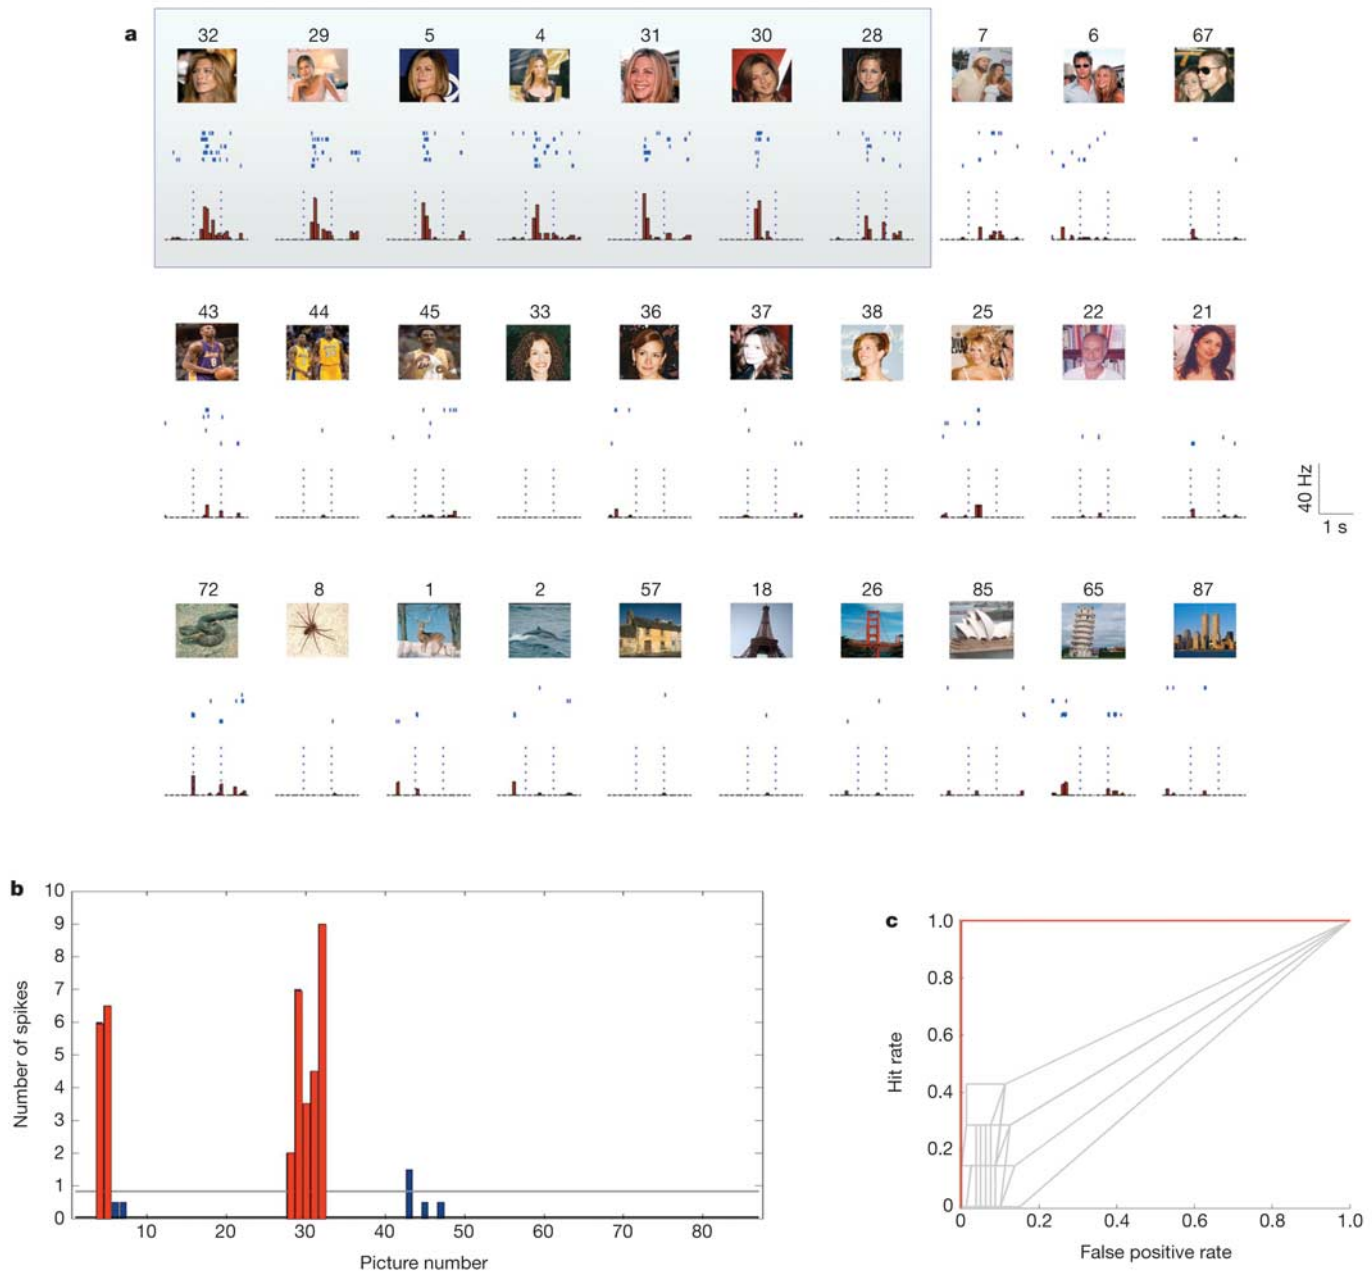 a
32 29 5 4 31 30 28 7 6 67
43 44 45 33 36 37 38 25 22 21
40 Hz
1 s
72 8 1 2 57 18 26 85 65 87
b
10
9
8
7
6
5
4
3
2
1
0
Number of spikes
10 20 30 40 50 60 70 80
Picture number
c
1.0
0.8
0.6
0.4
0.2
0
Hit rate
0 0.2 0.4 0.6 0.8 1.0
False positive rate